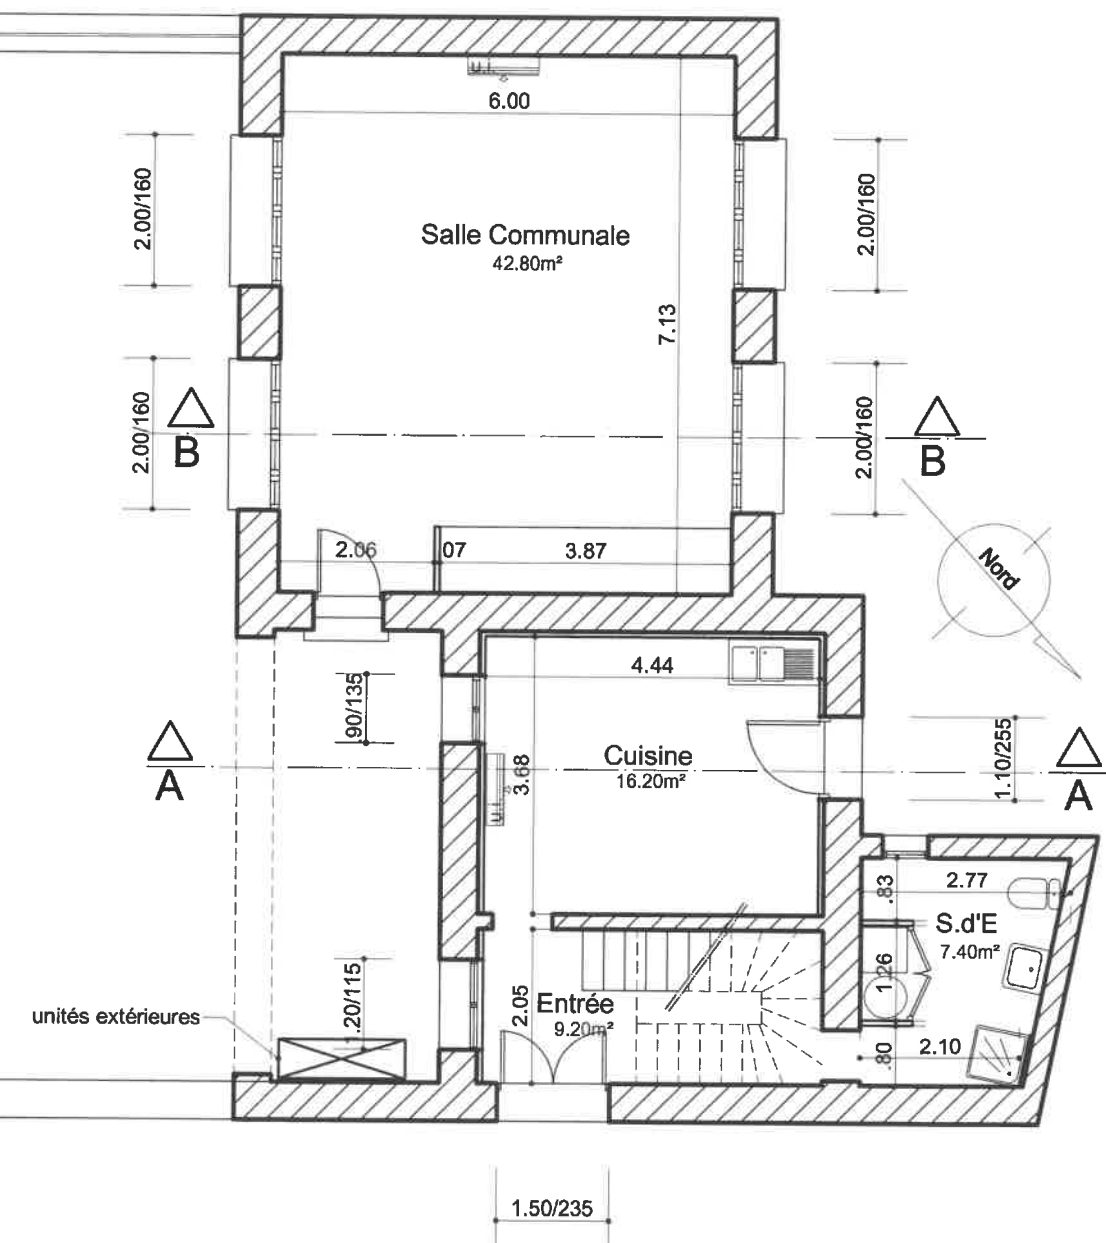 U.I.
6.00
2.00/160
2.00/160
Salle Communale
42.80m²
7.13
2.00/160
2.00/160
B
B
Nord
2.06
07
3.87
4.44
.90/135
3.68
Cuisine
16.20m²
1.10/255
A
A
U.I.
.83
2.77
S.d'E
7.40m²
1.26
2.05
Entrée
9.20m²
1.20/115
unités extérieures
.80
2.10
1.50/235